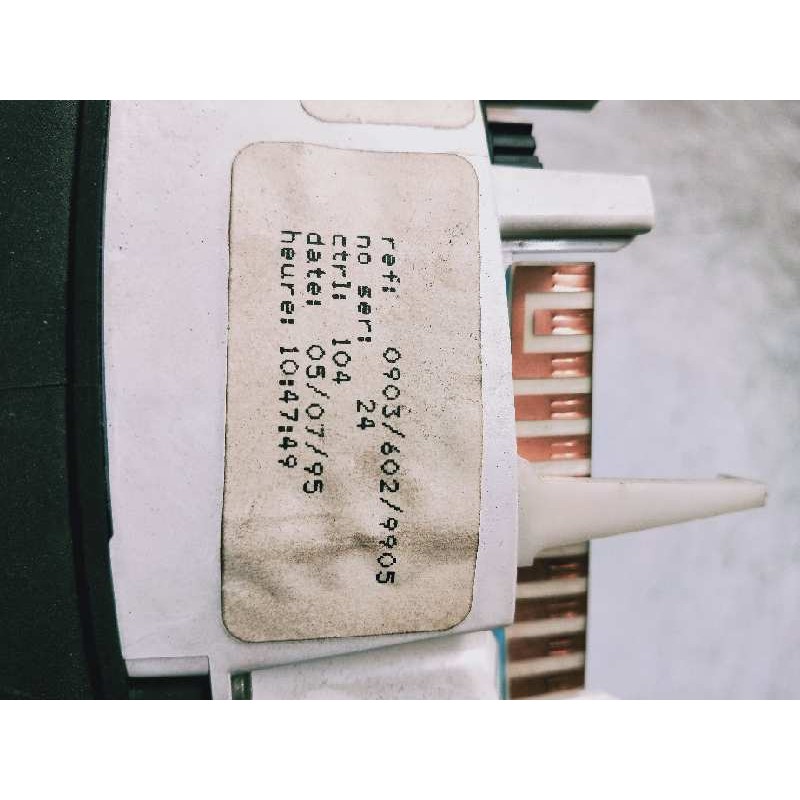 ref: 0903/602/9905
no ser: 24
ctrl: 104
date: 05/07/95
heure: 10:47:49